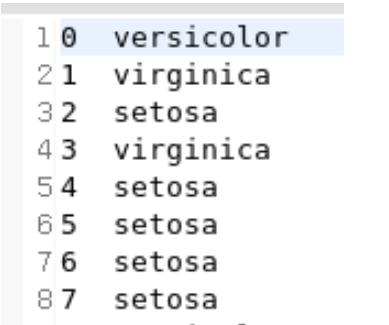 1 0 versicolor
2 1 virginica
3 2 setosa
4 3 virginica
5 4 setosa
6 5 setosa
7 6 setosa
8 7 setosa